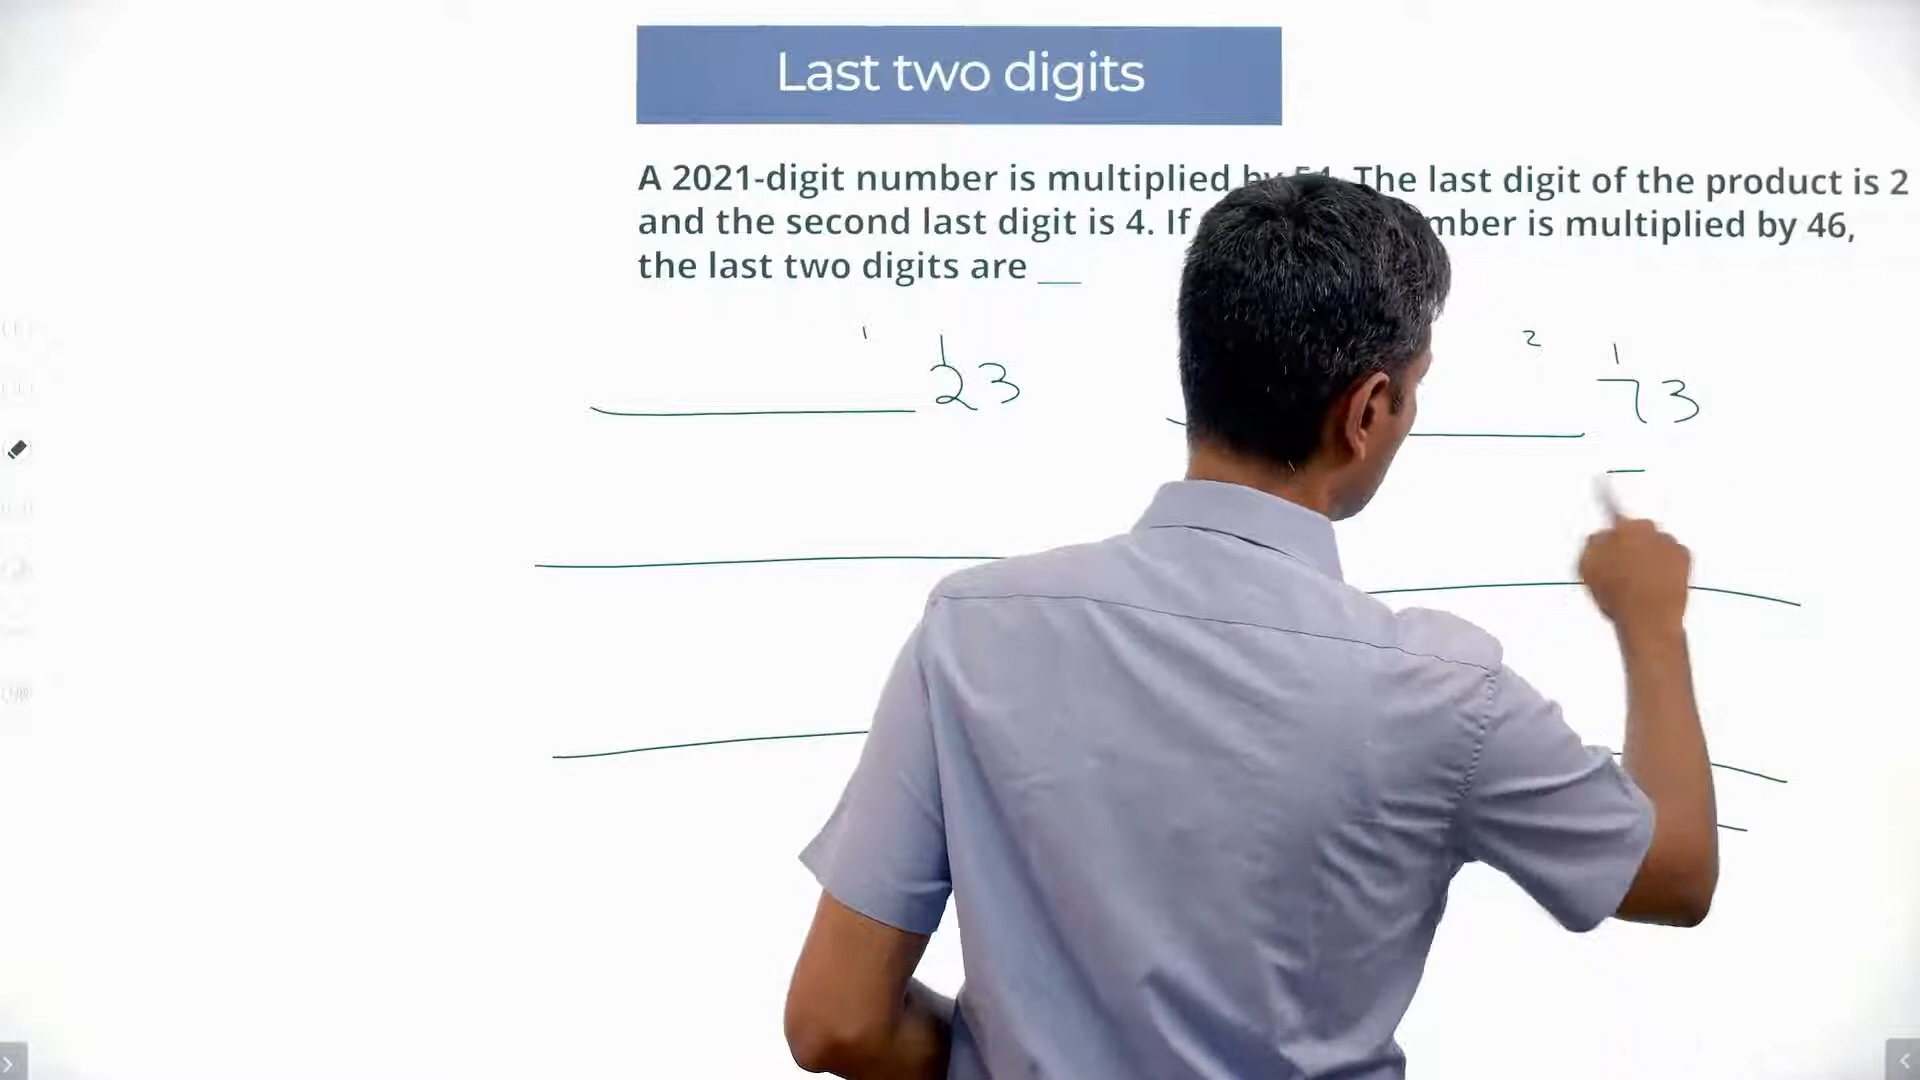 Last two digits
A 2021-digit number is multiplied by 54. The last digit of the product is 2
and the second last digit is 4. If mber is multiplied by 46,
the last two digits are __
1 1 2 1
23 73